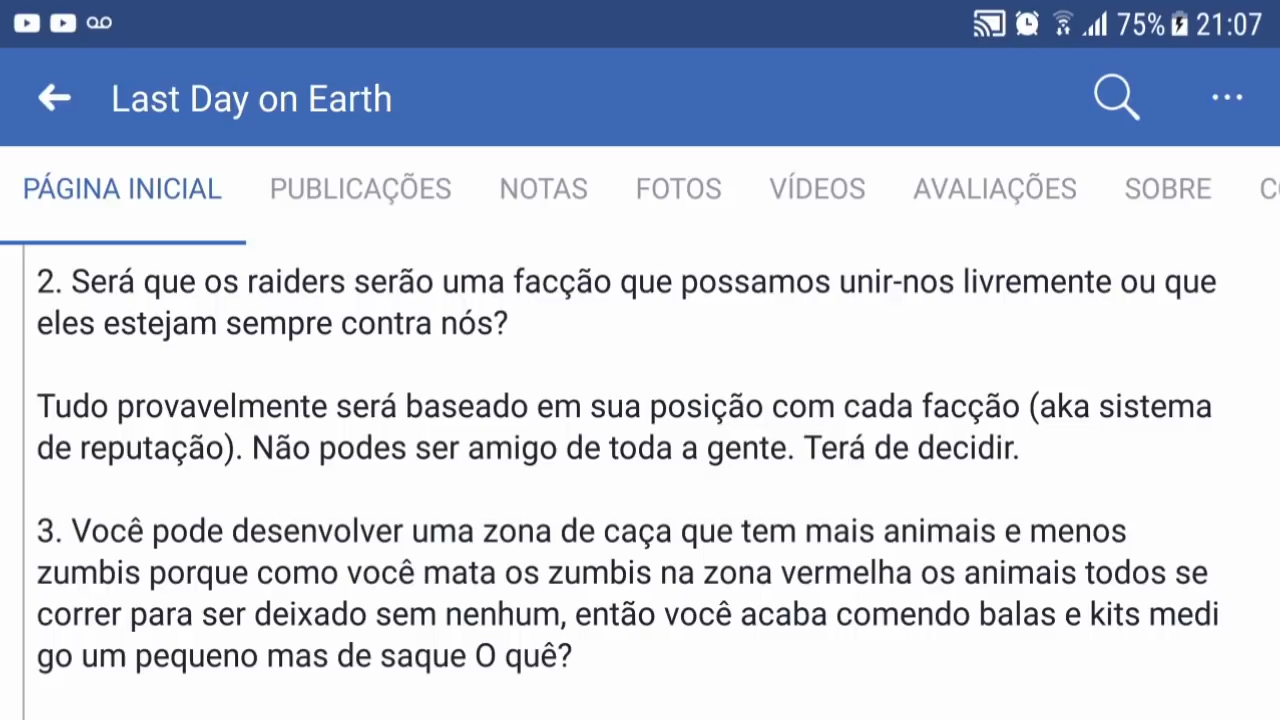 75% 21:07
Last Day on Earth
PÁGINA INICIAL PUBLICAÇÕES NOTAS FOTOS VÍDEOS AVALIAÇÕES SOBRE
2. Será que os raiders serão uma facção que possamos unir-nos livremente ou que
eles estejam sempre contra nós?
Tudo provavelmente será baseado em sua posição com cada facção (aka sistema
de reputação). Não podes ser amigo de toda a gente. Terá de decidir.
3. Você pode desenvolver uma zona de caça que tem mais animais e menos
zumbis porque como você mata os zumbis na zona vermelha os animais todos se
correr para ser deixado sem nenhum, então você acaba comendo balas e kits medi
go um pequeno mas de saque O quê?